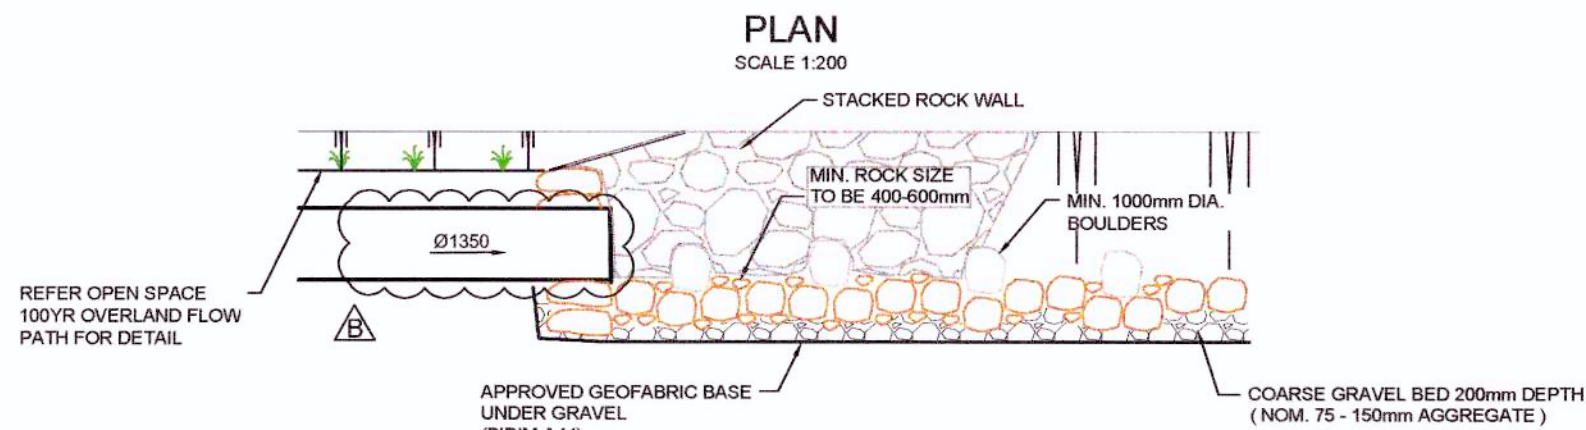 PLAN
SCALE 1:200
STACKED ROCK WALL
MIN. ROCK SIZE
TO BE 400-600mm
MIN. 1000mm DIA.
BOULDERS
Ø1350
REFER OPEN SPACE
100YR OVERLAND FLOW
PATH FOR DETAIL
B
APPROVED GEOFABRIC BASE
UNDER GRAVEL
COARSE GRAVEL BED 200mm DEPTH
( NOM. 75 - 150mm AGGREGATE )